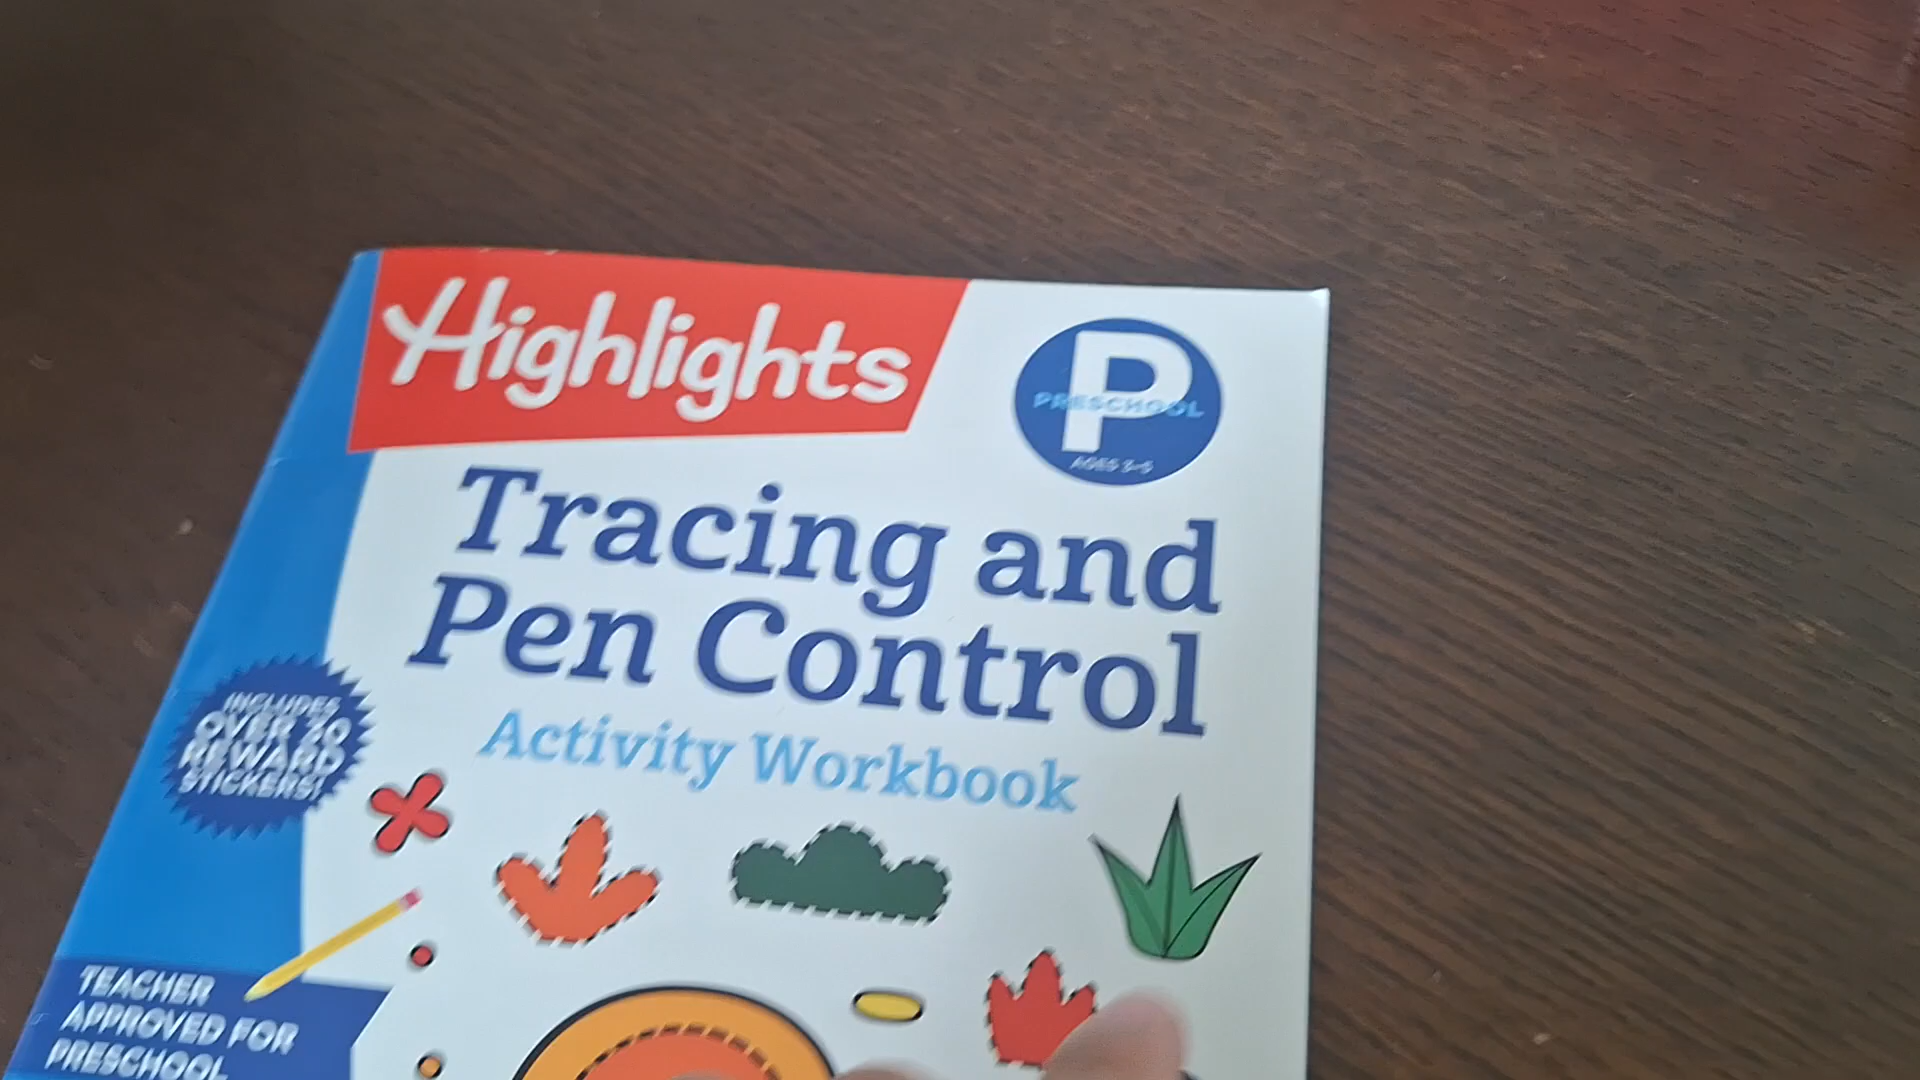 Highlights
P
PRESCHOOL
AGES 3-5
Tracing and
Pen Control
Activity Workbook
INCLUDES
OVER
REWARD
STICKERS!
TEACHER
APPROVED FOR
PRESCHOOL